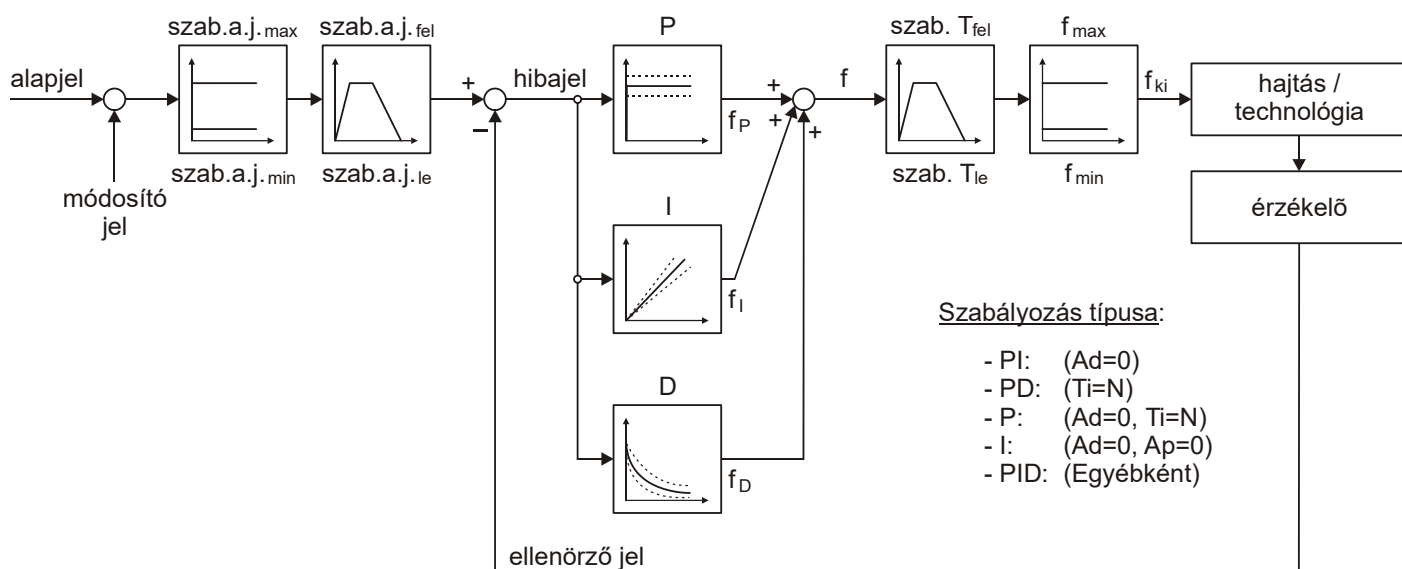 szab.a.j.max
szab.a.j.fel
P
szab. Tfel
fmax
alapjel
+
hibajel
+
f
fki
hajtás /
technológia
−
fP
+
+
szab.a.j.min
szab.a.j.le
szab. Tle
fmin
módosító
jel
I
érzékelõ
fI
Szabályozás típusa:
- PI: (Ad=0)
- PD: (Ti=N)
D
- P: (Ad=0, Ti=N)
- I: (Ad=0, Ap=0)
- PID: (Egyébként)
fD
ellenörző jel